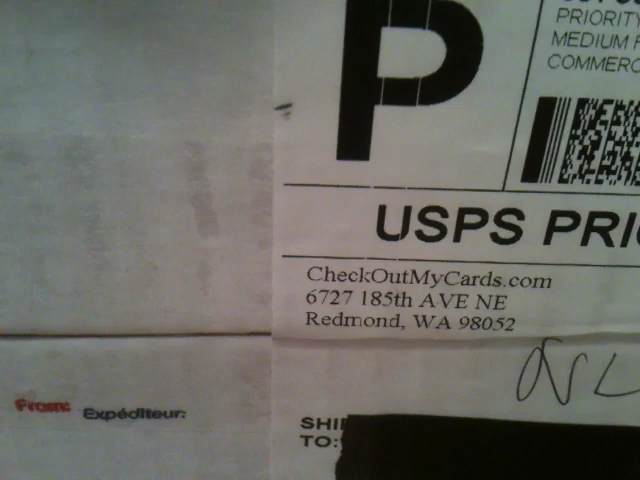 P
PRIORITY
MEDIUM F
COMMERC
USPS PRI
CheckOutMyCards.com
6727 185th AVE NE
Redmond, WA 98052
From: Expéditeur:
SHI
TO: